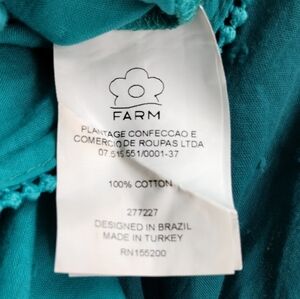 FARM
PLANTAGE CONFECCAO E
COMERCIO DE ROUPAS LTDA
07.515.551/0001-37
100% COTTON
277227
DESIGNED IN BRAZIL
MADE IN TURKEY
RN155200